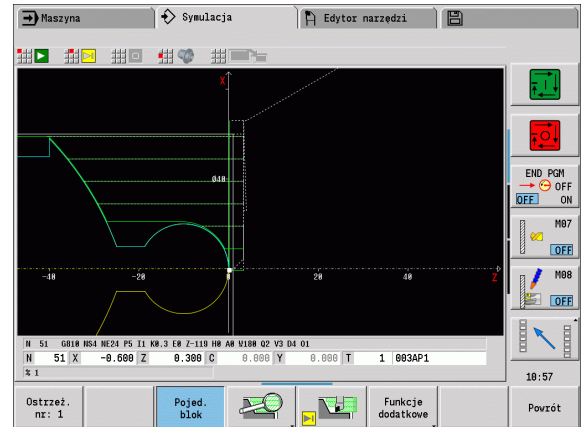 Maszyna
Symulacja
Edytor narzędzi
X
Ø40
-40
-20
0
20
40
Z
END PGM
OFF
OFF ON
M07
OFF
M08
OFF
N 51 G810 NS4 NE24 P5 I1 K0.3 E0 Z-119 H0 A0 W180 Q2 V3 D4 O1
N 51 X -0.600 Z 0.300 C 0.000 Y 0.000 T 1 003AP1
% 1
10:57
Ostrzeż.
nr: 1
Pojed.
blok
Funkcje
dodatkowe
Powrót